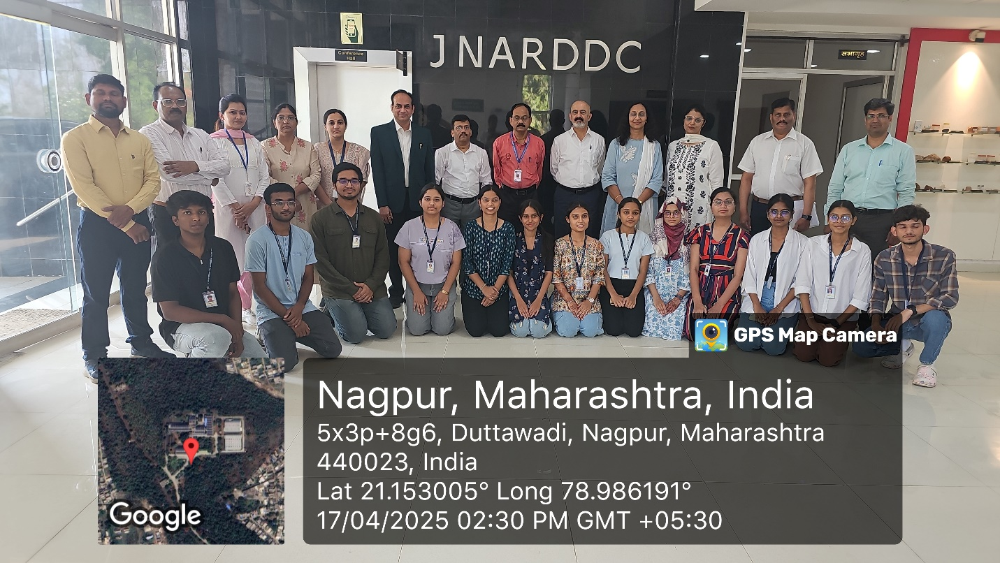 JNARDDC
Conference
Hall
सभागृह
GPS Map Camera
Nagpur, Maharashtra, India
5x3p+8g6, Duttawadi, Nagpur, Maharashtra
440023, India
Lat 21.153005° Long 78.986191°
17/04/2025 02:30 PM GMT +05:30
Google